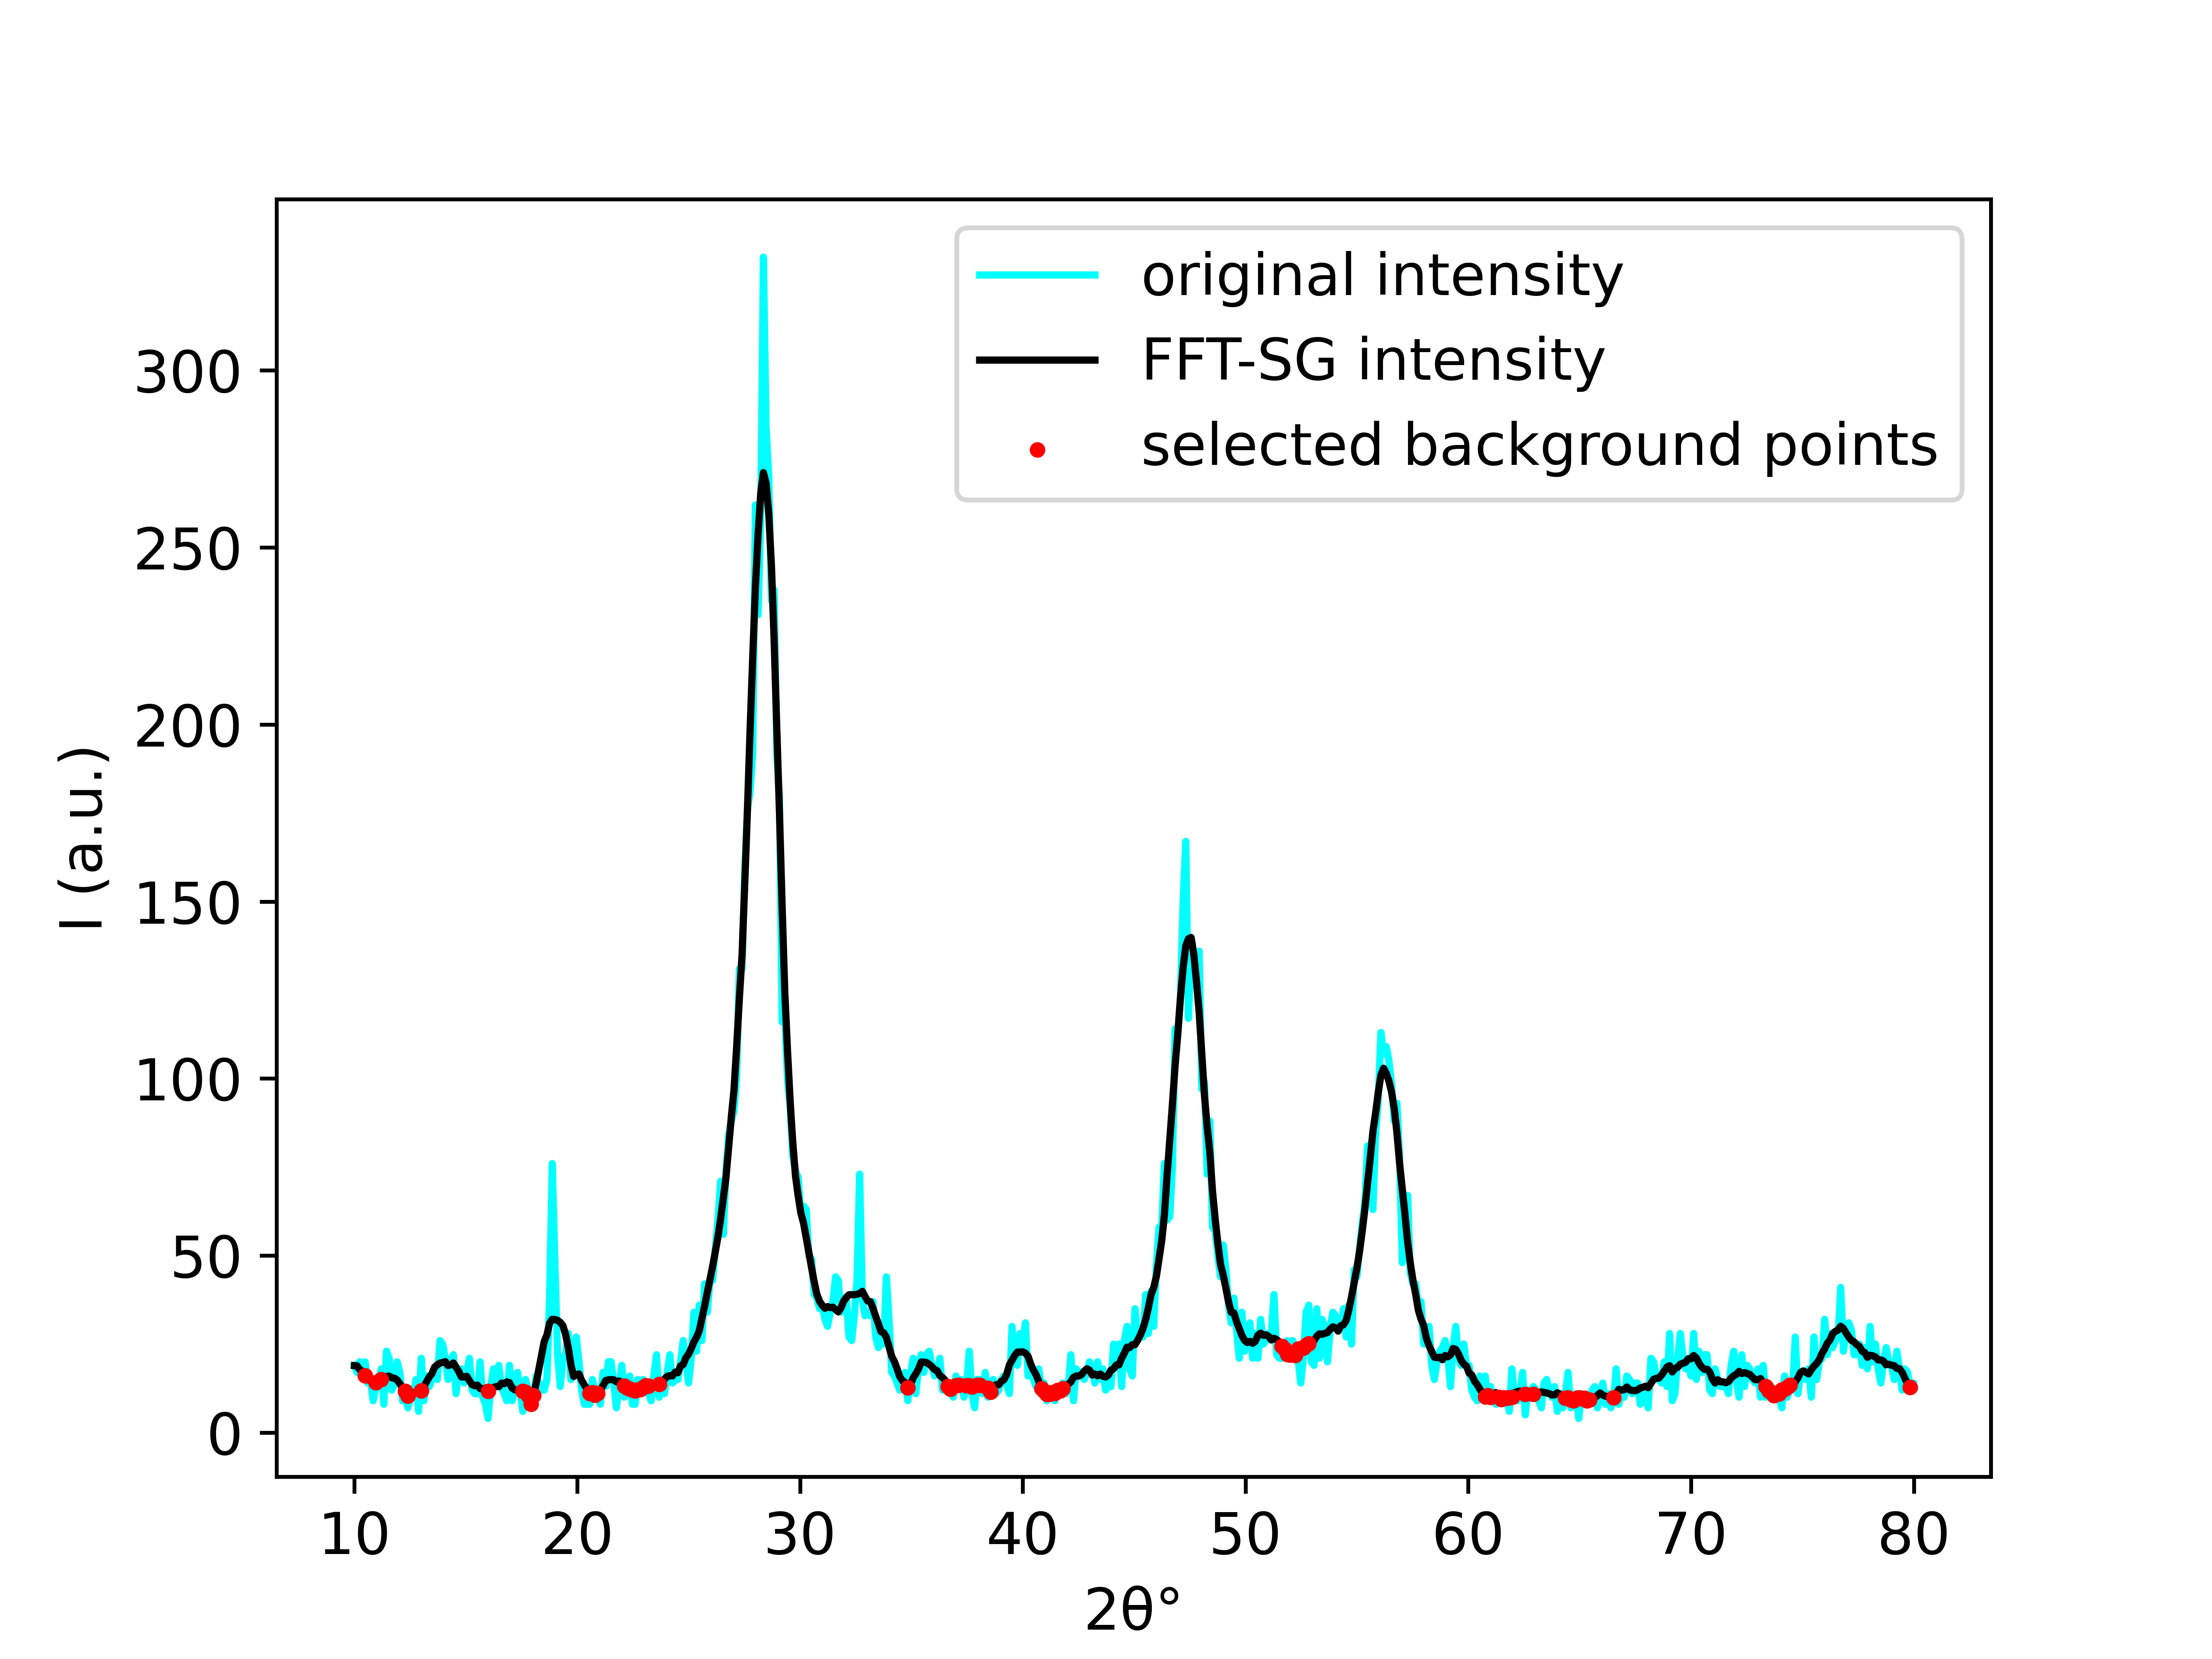 original intensity
FFT-SG intensity
selected background points
I (a.u.)
300
250
200
150
100
50
0
10 20 30 40 50 60 70 80
2θ°